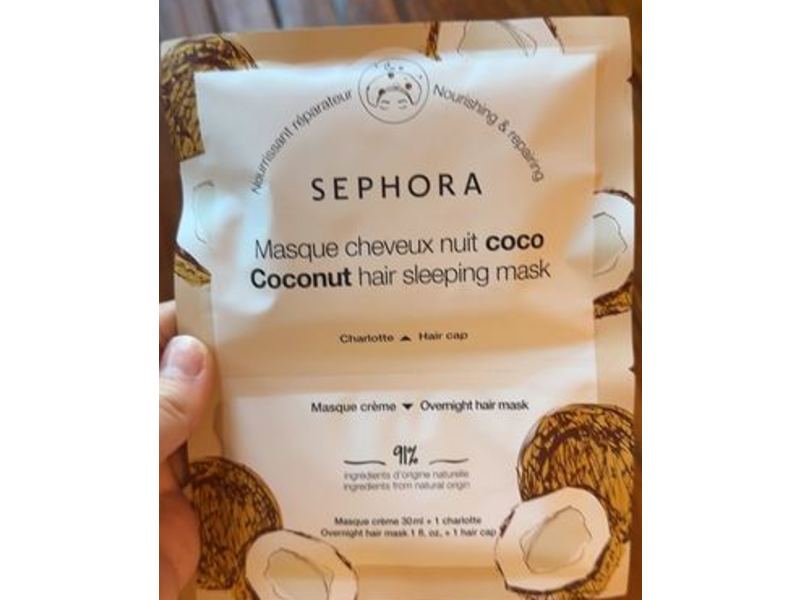 Nourrissant réparateur
Nourishing & repairing
SEPHORA
Masque cheveux nuit coco
Coconut hair sleeping mask
Charlotte ▲ Hair cap
Masque crème ▼ Overnight hair mask
91%
ingrédients d'origine naturelle
ingredients from natural origin
Masque crème 30 ml + 1 charlotte
Overnight hair mask 1 fl. oz. + 1 hair cap